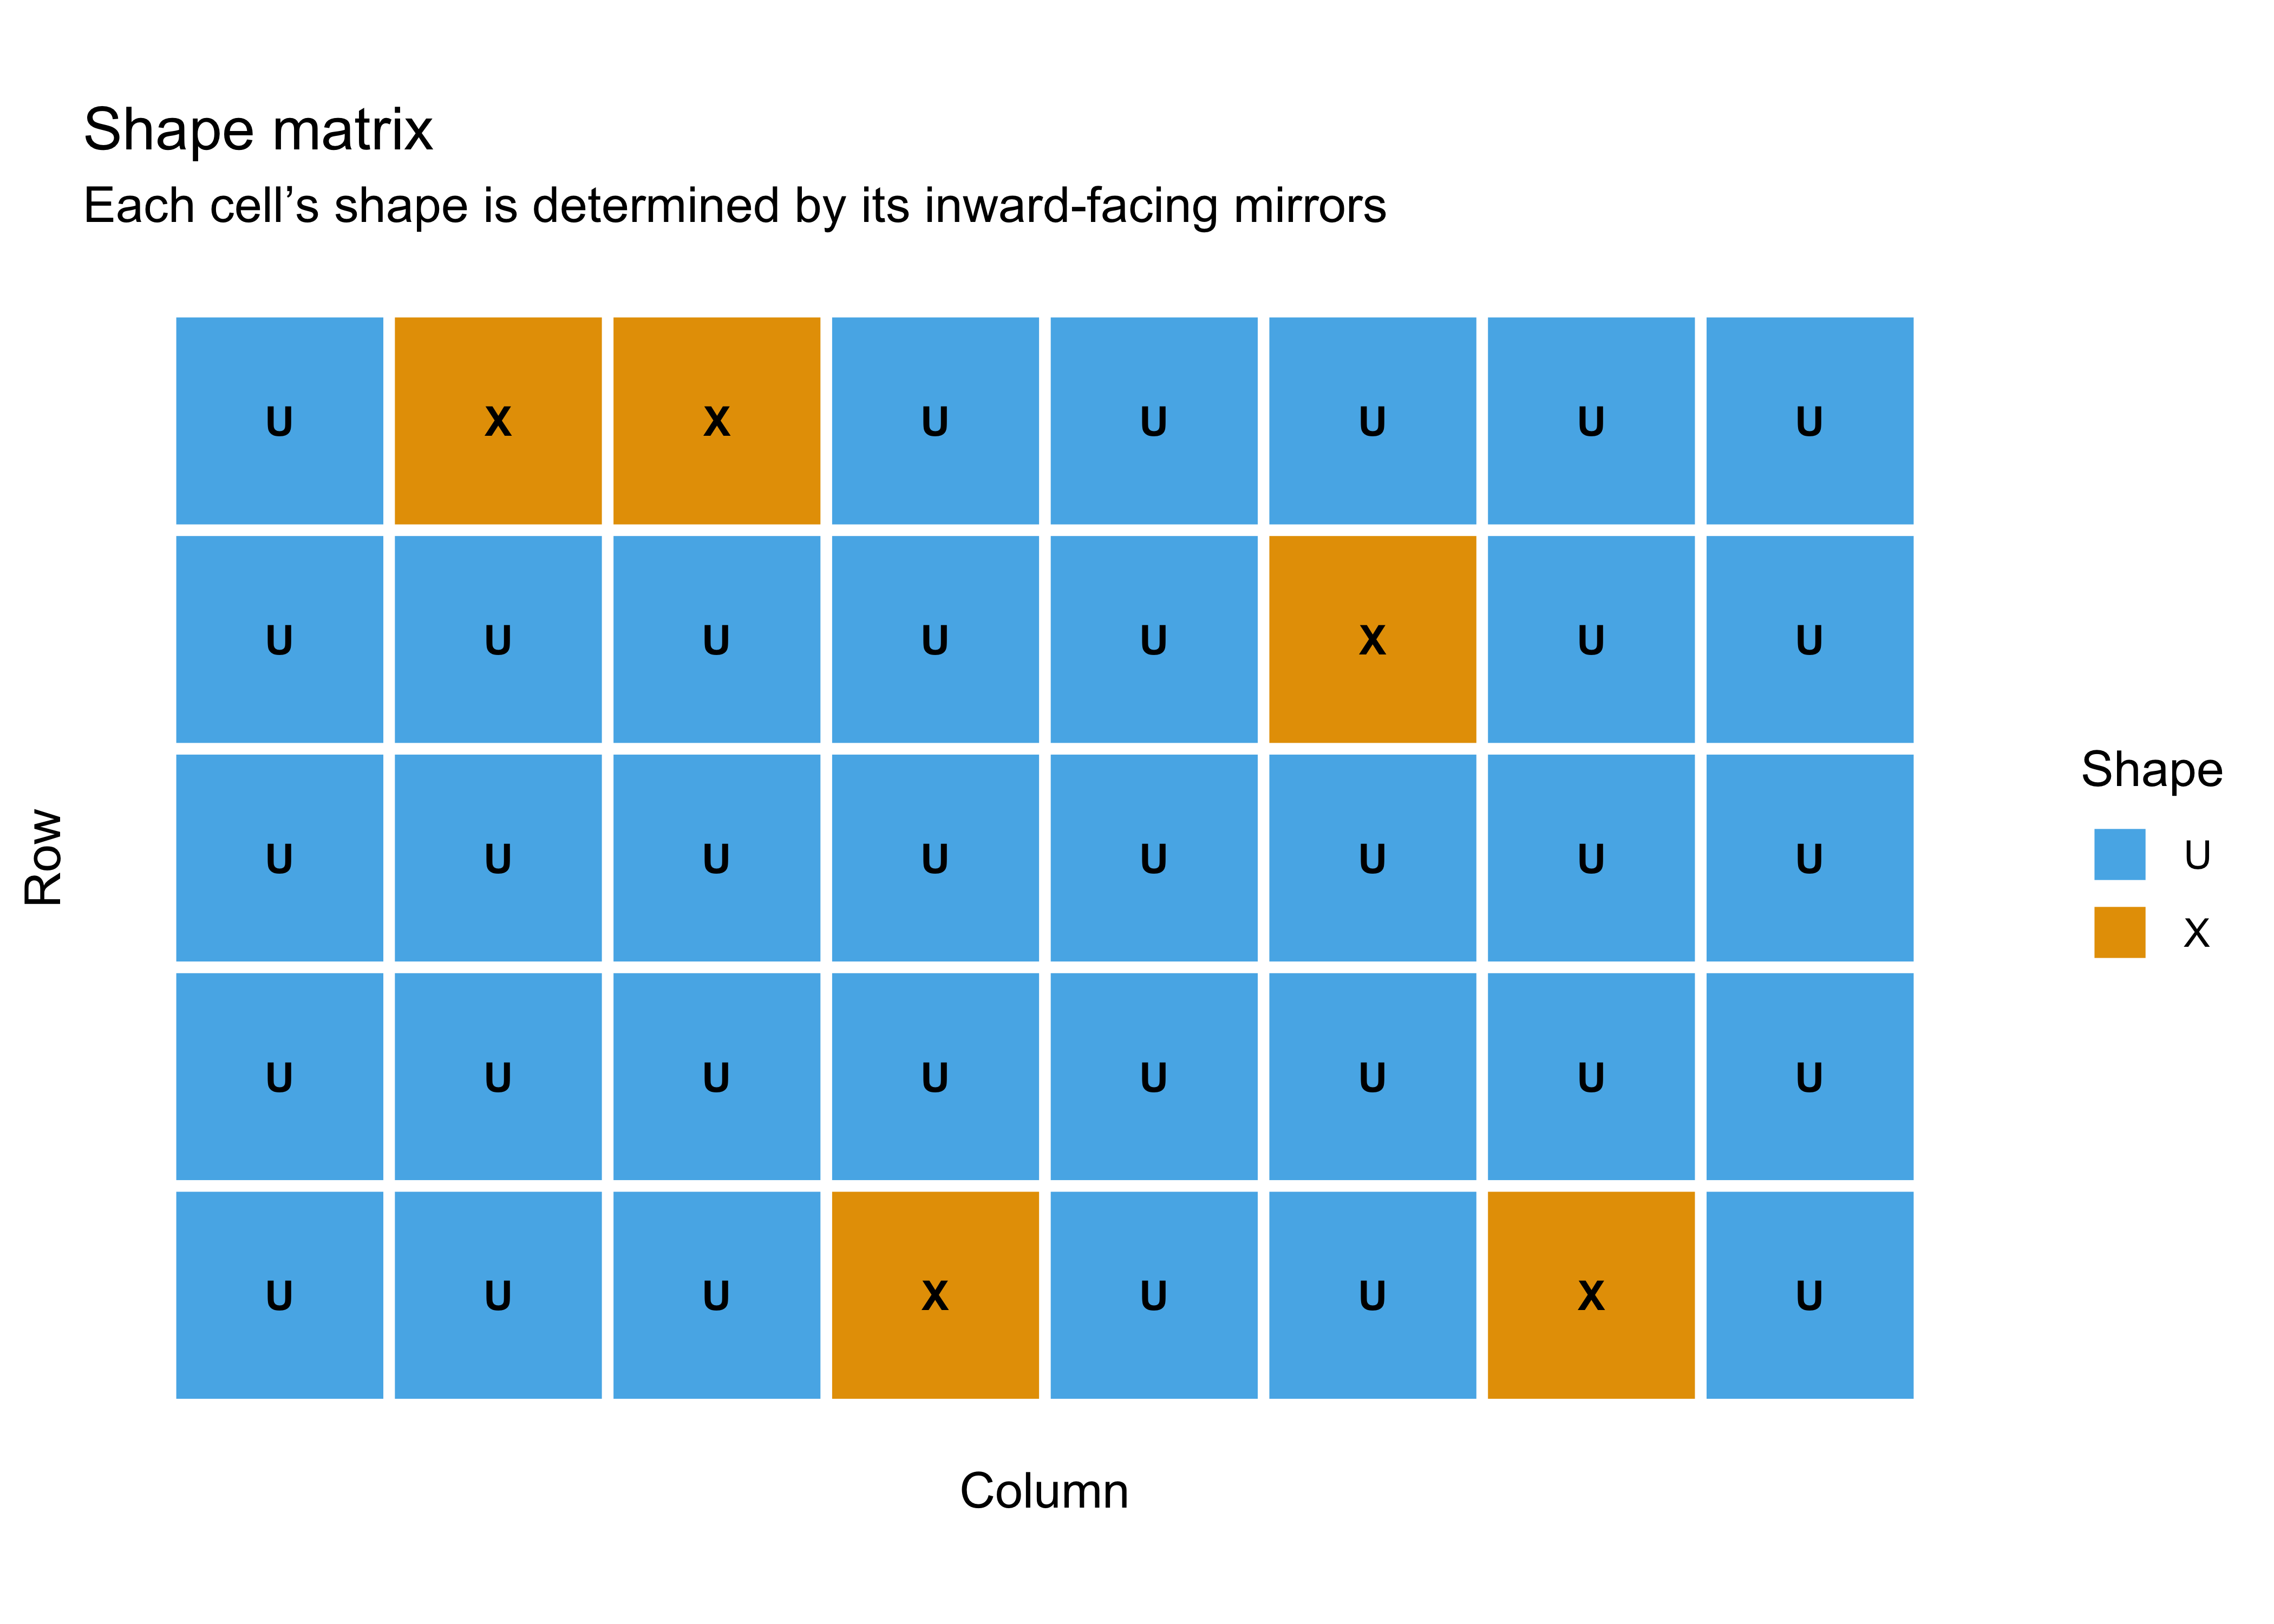 Shape matrix
Each cell’s shape is determined by its inward-facing mirrors
U X X U U U U U
U U U U U X U U
U U U U U U U U
U U U U U U U U
U U U X U U X U
Row
Column
Shape
U
X